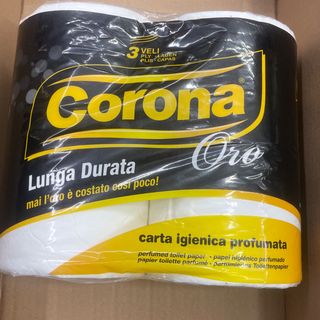 3 VELI
PLY LAGEN
PLIS CAPAS
Corona
Oro
Lunga Durata
mai l'oro è costato così poco!
carta igienica profumata
perfumed toilet paper - papel higiénico perfumado
papier toilette parfumé - parfümiertes Toilettenpapier